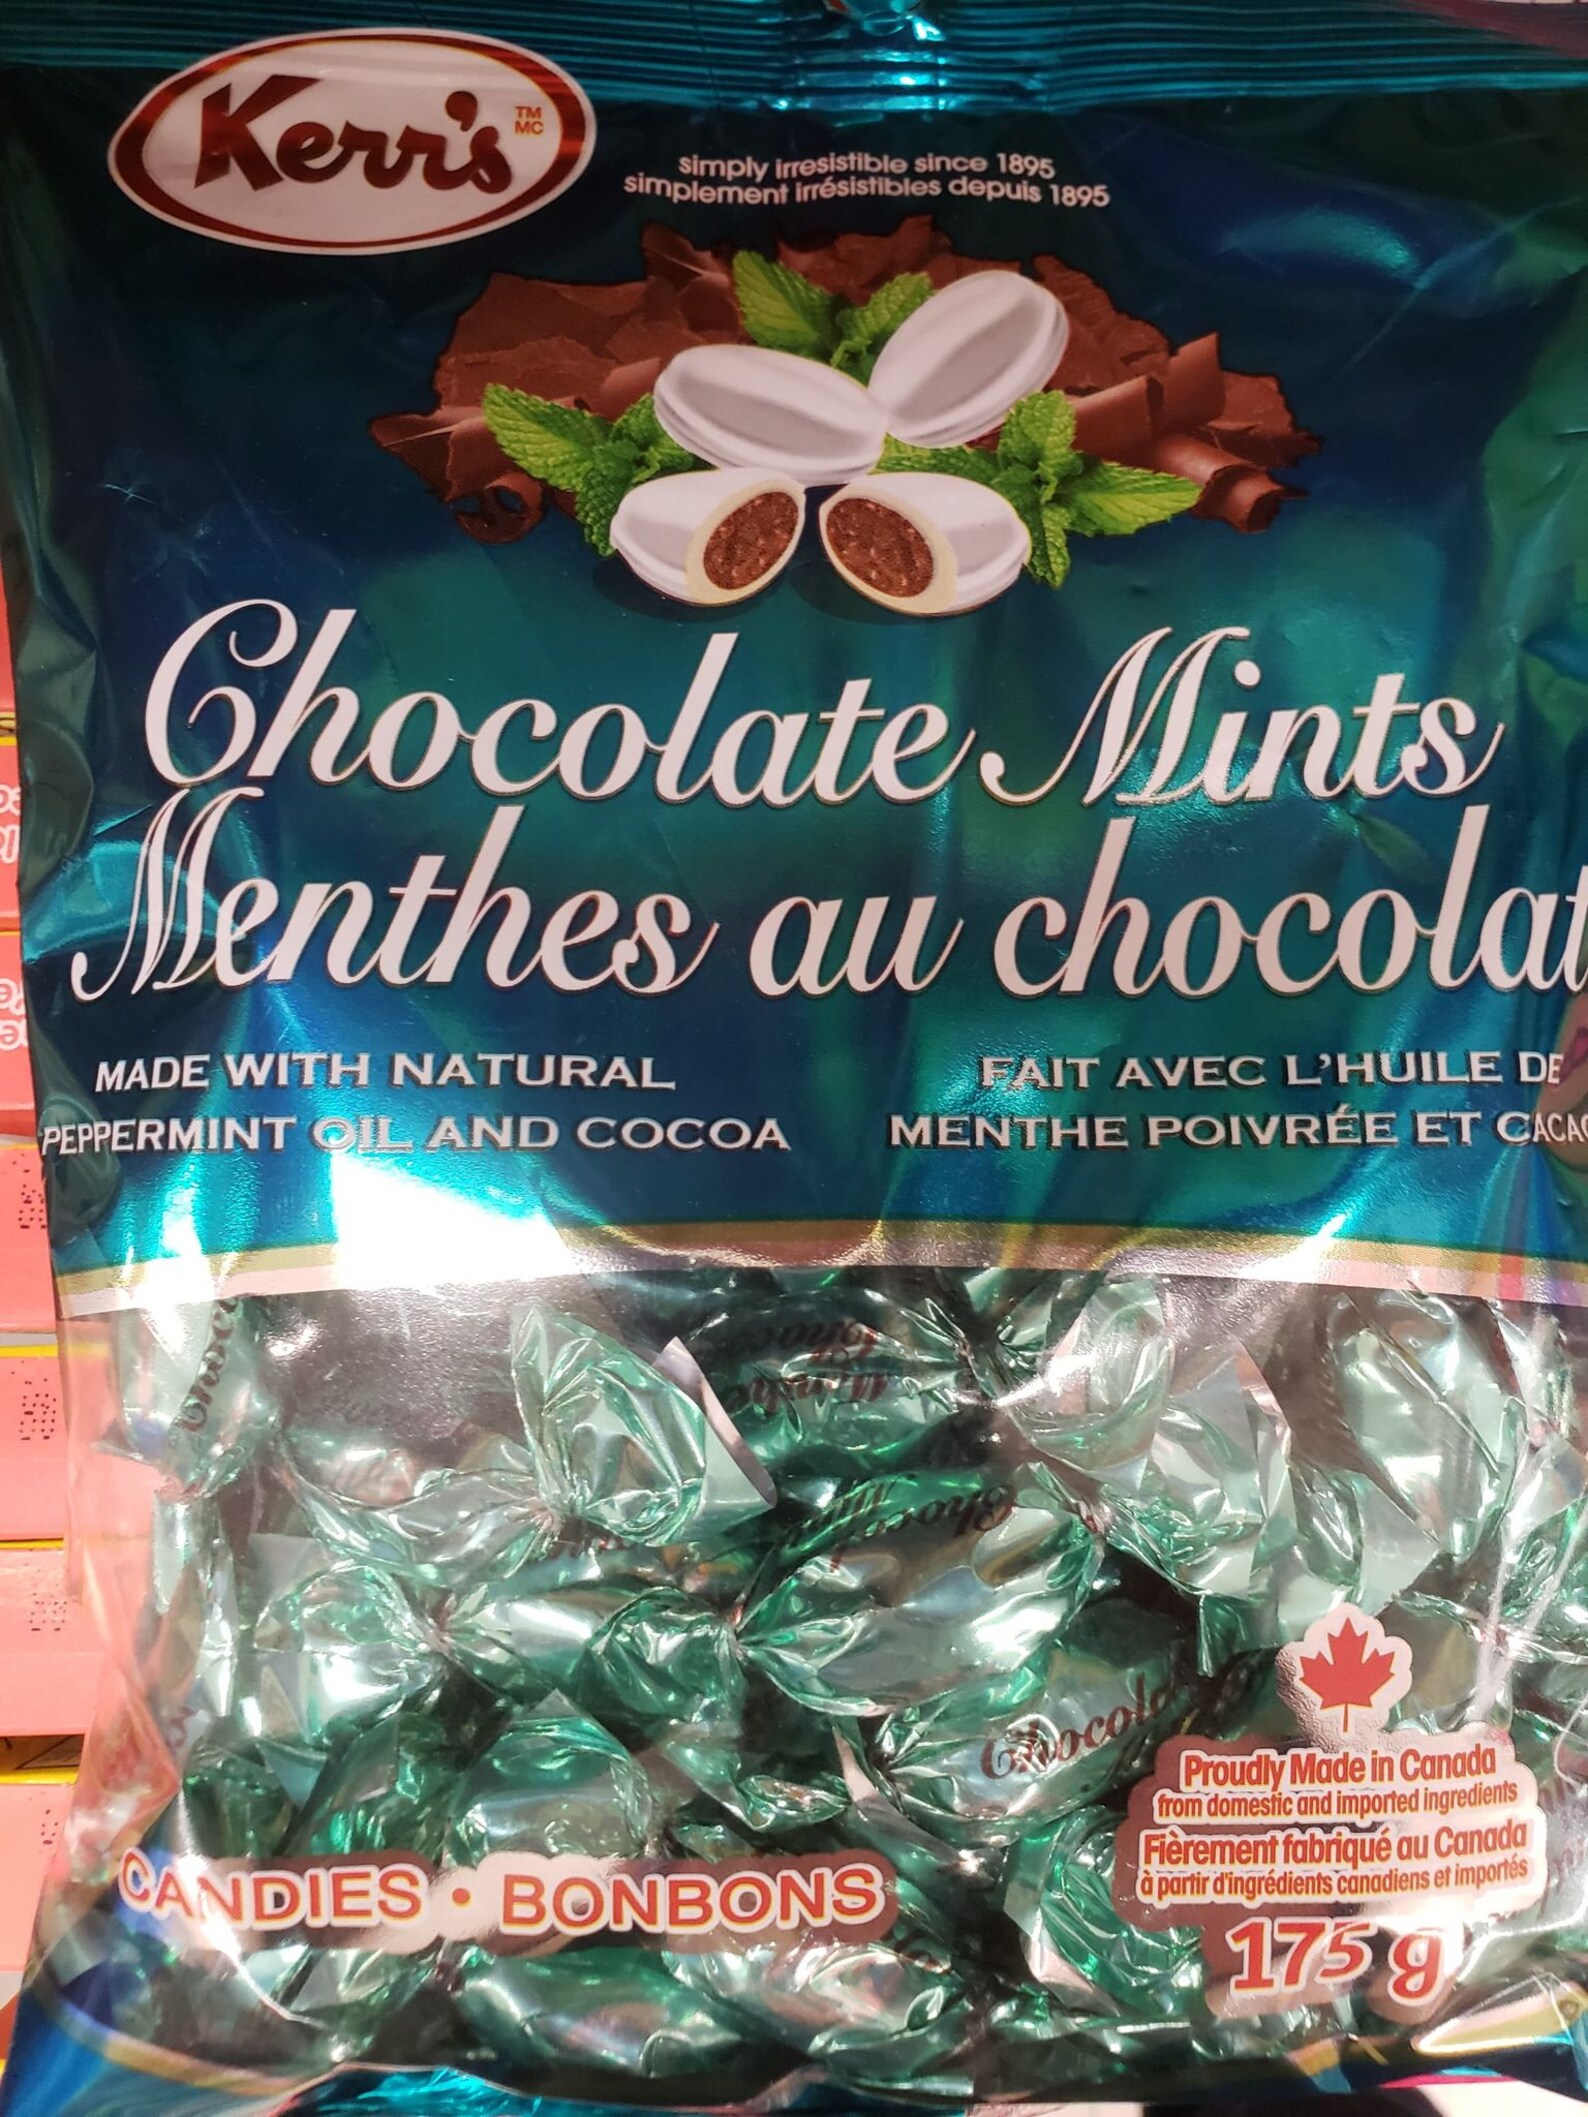 Kerr's TM MC
simply irresistible since 1895
simplement irrésistibles depuis 1895
Chocolate Mints
Menthes au chocolat
MADE WITH NATURAL
PEPPERMINT OIL AND COCOA
FAIT AVEC L'HUILE DE
MENTHE POIVRÉE ET CACAO
Proudly Made in Canada
from domestic and imported ingredients
Fièrement fabriqué au Canada
à partir d'ingrédients canadiens et importés
CANDIES • BONBONS
175 g